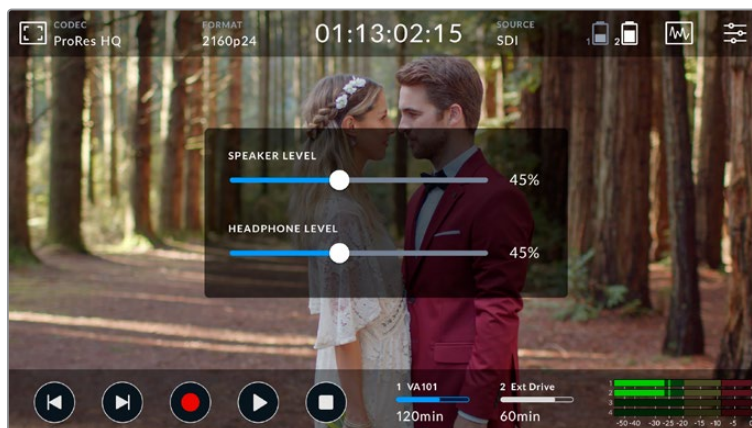 CODEC
ProRes HQ
FORMAT
2160p24
01:13:02:15
SOURCE
SDI
1
2
SPEAKER LEVEL
45%
HEADPHONE LEVEL
45%
1 VA101
120min
2 Ext Drive
60min
1
2
3
4
-50 -40 -30 -25 -20 -15 -10 -5